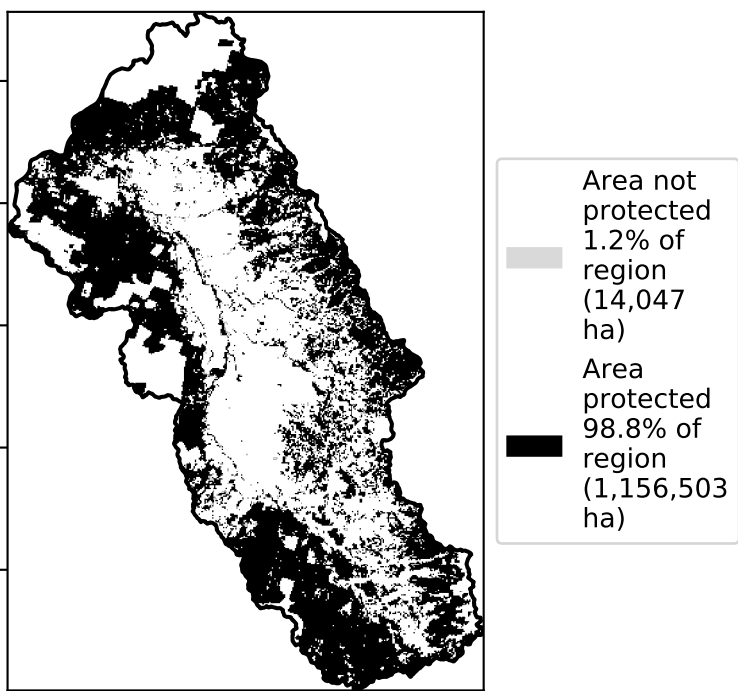 Area not
protected
1.2% of
region
(14,047
ha)
Area
protected
98.8% of
region
(1,156,503
ha)